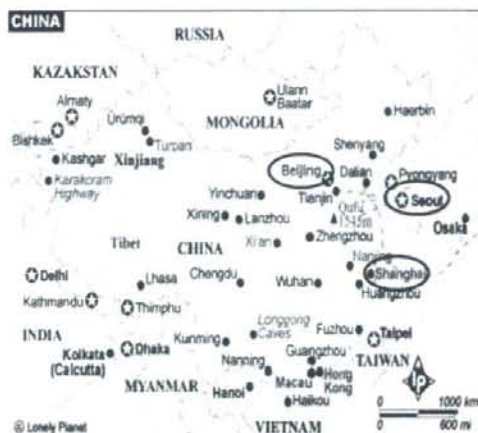 CHINA
RUSSIA
KAZAKSTAN
Almaty
Ulann
Baatar
Bishkek
Ürümqi
Turpan
MONGOLIA
Haerbin
Kashgar
Xinjiang
Shenyang
Karakoram
Highway
Beijing
Dalian
Pyongyang
Yinchuan
Tianjin
Seoul
Qufu
1545m
Xining
Lanzhou
Osaka
Xi'an
Zhengzhou
Tibet
CHINA
Nanjing
Delhi
Lhasa
Chengdu
Wuhan
Shanghai
Huangzhou
Kathmandu
Thimphu
Longgong
Caves
Fuzhou
Taipei
INDIA
Kunming
Kolkata
(Calcutta)
Dhaka
Guangzhou
TAIWAN
Nanning
Macau
Hong
Kong
MYANMAR
Hanoi
Haikou
0 1000 km
0 600 mi
© Lonely Planet
VIETNAM